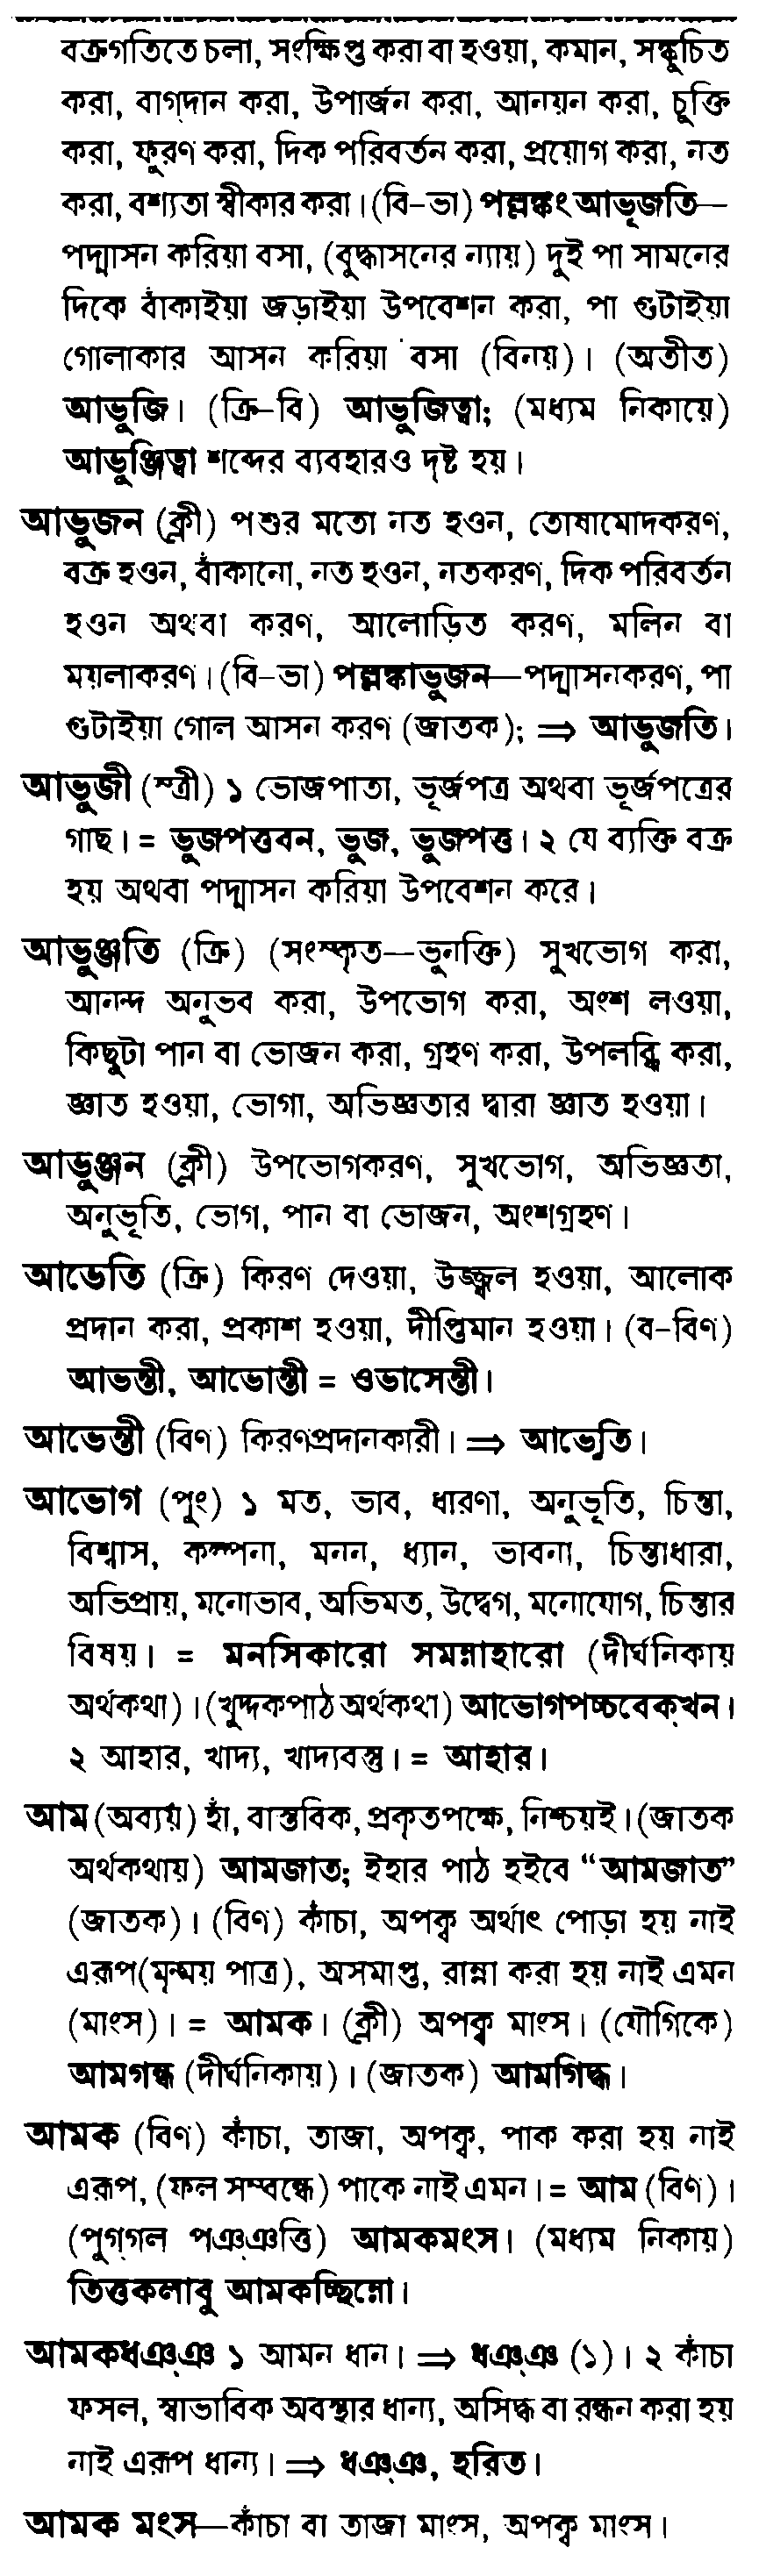 বক্রগতিতে চলা, সংক্ষিপ্ত করা বা হওয়া, কমান, সঙ্কুচিত
করা, বাগ্‌দান করা, উপার্জন করা, আনয়ন করা, চুক্তি
করা, ফুরণ করা, দিক পরিবর্তন করা, প্রয়োগ করা, নত
করা, বশ্যতা স্বীকার করা। (বি-ভা) পল্লঙ্কং আভূজতি—
পদ্মাসন করিয়া বসা, (বুদ্ধাসনের ন্যায়) দুই পা সামনের
দিকে বাঁকাইয়া জড়াইয়া উপবেশন করা, পা গুটাইয়া
গোলাকার আসন করিয়া বসা (বিনয়)। (অতীত)
আভুজি। (ক্রি-বি) আভুজিত্বা; (মধ্যম নিকায়ে)
আভুঞ্জিত্বা শব্দের ব্যবহারও দৃষ্ট হয়।
আভুজন (ক্লী) পশুর মতো নত হওন, তোষামোদকরণ,
বক্র হওন, বাঁকানো, নত হওন, নতকরণ, দিক পরিবর্তন
হওন অথবা করণ, আলোড়িত করণ, মলিন বা
ময়লাকরণ। (বি-ভা) পল্লঙ্কাভুজন—পদ্মাসনকরণ, পা
গুটাইয়া গোল আসন করণ (জাতক); ⇒ আভুজতি।
আভুজী (স্ত্রী) ১ ভোজপাতা, ভূর্জপত্র অথবা ভূর্জপত্রের
গাছ। = ভুজপত্তবন, ভুজ, ভুজপত্ত। ২ যে ব্যক্তি বক্র
হয় অথবা পদ্মাসন করিয়া উপবেশন করে।
আভুঞ্জতি (ক্রি) (সংস্কৃত—ভুনক্তি) সুখভোগ করা,
আনন্দ অনুভব করা, উপভোগ করা, অংশ লওয়া,
কিছুটা পান বা ভোজন করা, গ্রহণ করা, উপলব্ধি করা,
জ্ঞাত হওয়া, ভোগা, অভিজ্ঞতার দ্বারা জ্ঞাত হওয়া।
আভুঞ্জন (ক্লী) উপভোগকরণ, সুখভোগ, অভিজ্ঞতা,
অনুভূতি, ভোগ, পান বা ভোজন, অংশগ্রহণ।
আভেতি (ক্রি) কিরণ দেওয়া, উজ্জ্বল হওয়া, আলোক
প্রদান করা, প্রকাশ হওয়া, দীপ্তিমান হওয়া। (ব-বিণ)
আভন্তী, আভোন্তী = ওভাসেন্তী।
আভেন্তী (বিণ) কিরণপ্রদানকারী। ⇒ আভেতি।
আভোগ (পুং) ১ মত, ভাব, ধারণা, অনুভূতি, চিন্তা,
বিশ্বাস, কল্পনা, মনন, ধ্যান, ভাবনা, চিন্তাধারা,
অভিপ্রায়, মনোভাব, অভিমত, উদ্বেগ, মনোযোগ, চিন্তার
বিষয়। = মনসিকারো সমন্নাহারো (দীর্ঘনিকায়
অর্থকথা)। (খুদ্দকপাঠ অর্থকথা) আভোগপচ্চবেক্খন।
২ আহার, খাদ্য, খাদ্যবস্তু। = আহার।
আম (অব্যয়) হাঁ, বাস্তবিক, প্রকৃতপক্ষে, নিশ্চয়ই। (জাতক
অর্থকথায়) আমজাত; ইহার পাঠ হইবে “আমজাত”
(জাতক)। (বিণ) কাঁচা, অপক্ব অর্থাৎ পোড়া হয় নাই
এরূপ(মৃন্ময় পাত্র), অসমাপ্ত, রান্না করা হয় নাই এমন
(মাংস)। = আমক। (ক্লী) অপক্ব মাংস। (যৌগিকে)
আমগন্ধ (দীর্ঘনিকায়)। (জাতক) আমগিদ্ধ।
আমক (বিণ) কাঁচা, তাজা, অপক্ব, পাক করা হয় নাই
এরূপ, (ফল সম্বন্ধে) পাকে নাই এমন। = আম (বিণ)।
(পুগ্‌গল পঞ্ঞত্তি) আমকমংস। (মধ্যম নিকায়)
তিত্তকলাবু আমকচ্ছিন্নো।
আমকধঞ্ঞ ১ আমন ধান। ⇒ ধঞ্ঞ (১)। ২ কাঁচা
ফসল, স্বাভাবিক অবস্থার ধান্য, অসিদ্ধ বা রন্ধন করা হয়
নাই এরূপ ধান্য। ⇒ ধঞ্ঞ, হরিত।
আমক মংস—কাঁচা বা তাজা মাংস, অপক্ব মাংস।